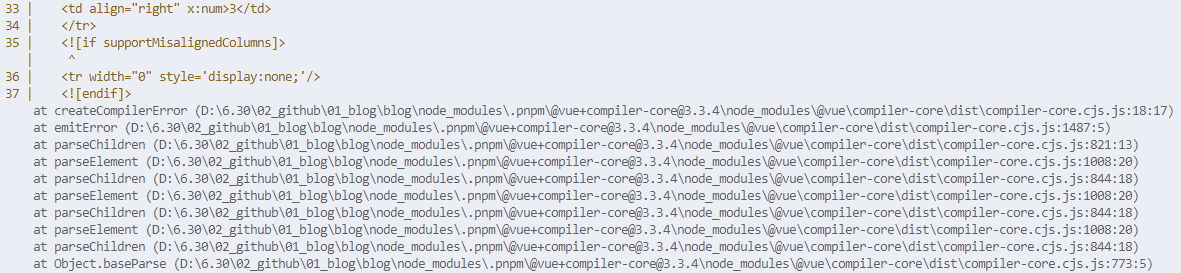 33 |    <td align="right" x:num>3</td>
34 |    </tr>
35 |    <![if supportMisalignedColumns]>
   |     ^
36 |    <tr width="0" style='display:none;'/>
37 |    <![endif]>
    at createCompilerError (D:\6.30\02_github\01_blog\blog\node_modules\.pnpm\@vue+compiler-core@3.3.4\node_modules\@vue\compiler-core\dist\compiler-core.cjs.js:18:17)
    at emitError (D:\6.30\02_github\01_blog\blog\node_modules\.pnpm\@vue+compiler-core@3.3.4\node_modules\@vue\compiler-core\dist\compiler-core.cjs.js:1487:5)
    at parseChildren (D:\6.30\02_github\01_blog\blog\node_modules\.pnpm\@vue+compiler-core@3.3.4\node_modules\@vue\compiler-core\dist\compiler-core.cjs.js:821:13)
    at parseElement (D:\6.30\02_github\01_blog\blog\node_modules\.pnpm\@vue+compiler-core@3.3.4\node_modules\@vue\compiler-core\dist\compiler-core.cjs.js:1008:20)
    at parseChildren (D:\6.30\02_github\01_blog\blog\node_modules\.pnpm\@vue+compiler-core@3.3.4\node_modules\@vue\compiler-core\dist\compiler-core.cjs.js:844:18)
    at parseElement (D:\6.30\02_github\01_blog\blog\node_modules\.pnpm\@vue+compiler-core@3.3.4\node_modules\@vue\compiler-core\dist\compiler-core.cjs.js:1008:20)
    at parseChildren (D:\6.30\02_github\01_blog\blog\node_modules\.pnpm\@vue+compiler-core@3.3.4\node_modules\@vue\compiler-core\dist\compiler-core.cjs.js:844:18)
    at parseElement (D:\6.30\02_github\01_blog\blog\node_modules\.pnpm\@vue+compiler-core@3.3.4\node_modules\@vue\compiler-core\dist\compiler-core.cjs.js:1008:20)
    at parseChildren (D:\6.30\02_github\01_blog\blog\node_modules\.pnpm\@vue+compiler-core@3.3.4\node_modules\@vue\compiler-core\dist\compiler-core.cjs.js:844:18)
    at Object.baseParse (D:\6.30\02_github\01_blog\blog\node_modules\.pnpm\@vue+compiler-core@3.3.4\node_modules\@vue\compiler-core\dist\compiler-core.cjs.js:773:5)